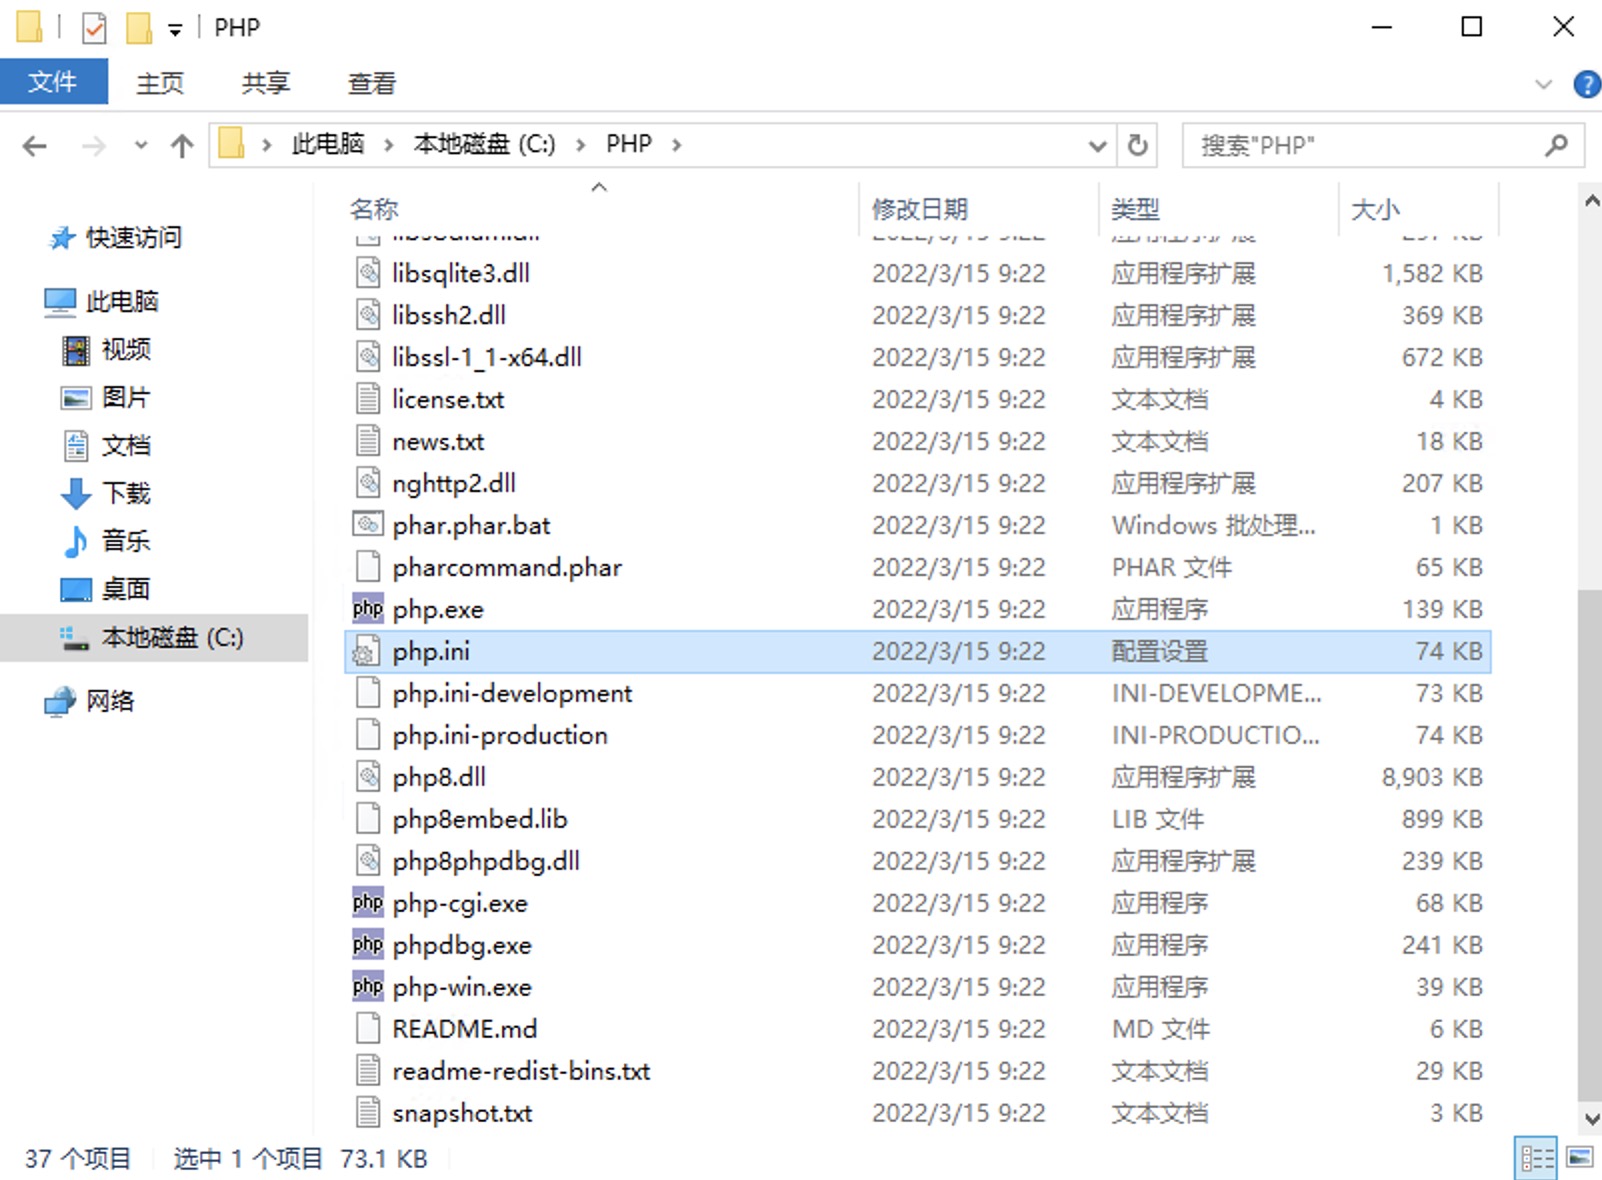 PHP
文件 主页 共享 查看
此电脑 本地磁盘 (C:) PHP 搜索"PHP"
名称 修改日期 类型 大小
快速访问
此电脑
视频
图片
文档
下载
音乐
桌面
本地磁盘 (C:)
网络
libsqlite3.dll 2022/3/15 9:22 应用程序扩展 1,582 KB
libssh2.dll 2022/3/15 9:22 应用程序扩展 369 KB
libssl-1_1-x64.dll 2022/3/15 9:22 应用程序扩展 672 KB
license.txt 2022/3/15 9:22 文本文档 4 KB
news.txt 2022/3/15 9:22 文本文档 18 KB
nghttp2.dll 2022/3/15 9:22 应用程序扩展 207 KB
phar.phar.bat 2022/3/15 9:22 Windows 批处理... 1 KB
pharcommand.phar 2022/3/15 9:22 PHAR 文件 65 KB
php php.exe 2022/3/15 9:22 应用程序 139 KB
php.ini 2022/3/15 9:22 配置设置 74 KB
php.ini-development 2022/3/15 9:22 INI-DEVELOPME... 73 KB
php.ini-production 2022/3/15 9:22 INI-PRODUCTIO... 74 KB
php8.dll 2022/3/15 9:22 应用程序扩展 8,903 KB
php8embed.lib 2022/3/15 9:22 LIB 文件 899 KB
php8phpdbg.dll 2022/3/15 9:22 应用程序扩展 239 KB
php php-cgi.exe 2022/3/15 9:22 应用程序 68 KB
php phpdbg.exe 2022/3/15 9:22 应用程序 241 KB
php php-win.exe 2022/3/15 9:22 应用程序 39 KB
README.md 2022/3/15 9:22 MD 文件 6 KB
readme-redist-bins.txt 2022/3/15 9:22 文本文档 29 KB
snapshot.txt 2022/3/15 9:22 文本文档 3 KB
37 个项目 选中 1 个项目 73.1 KB